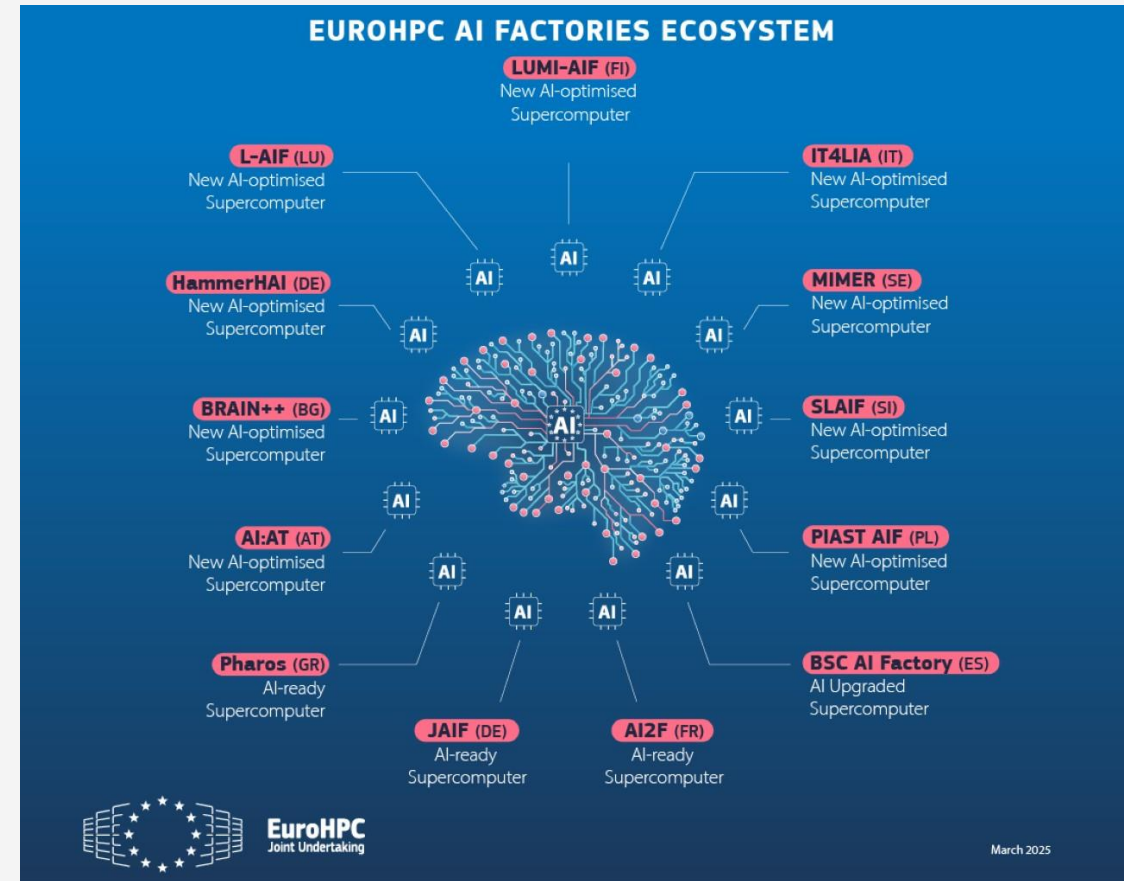 EUROHPC AI FACTORIES ECOSYSTEM
LUMI-AIF (FI)
New AI-optimised
Supercomputer
L-AIF (LU)
New AI-optimised
Supercomputer
IT4LIA (IT)
New AI-optimised
Supercomputer
HammerHAI (DE)
New AI-optimised
Supercomputer
MIMER (SE)
New AI-optimised
Supercomputer
BRAIN++ (BG)
New AI-optimised
Supercomputer
SLAIF (SI)
New AI-optimised
Supercomputer
AI:AT (AT)
New AI-optimised
Supercomputer
PIAST AIF (PL)
New AI-optimised
Supercomputer
Pharos (GR)
AI-ready
Supercomputer
BSC AI Factory (ES)
AI Upgraded
Supercomputer
JAIF (DE)
AI-ready
Supercomputer
AI2F (FR)
AI-ready
Supercomputer
AI
AI
AI
AI
AI
AI
AI
AI
AI
AI
AI
AI
AI
AI
EuroHPC
Joint Undertaking
March 2025